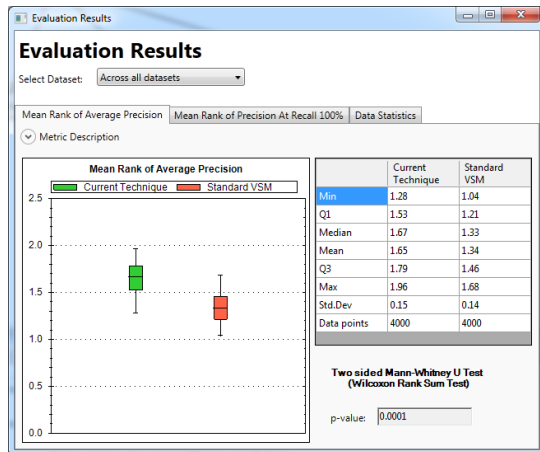 Evaluation Results
Evaluation Results
Select Dataset: Across all datasets
Mean Rank of Average Precision Mean Rank of Precision At Recall 100% Data Statistics
Metric Description
Mean Rank of Average Precision
Current Technique Standard VSM
2.5
2.0
1.5
1.0
0.5
0.0
Current Technique Standard VSM
Min 1.28 1.04
Q1 1.53 1.21
Median 1.67 1.33
Mean 1.65 1.34
Q3 1.79 1.46
Max 1.96 1.68
Std.Dev 0.15 0.14
Data points 4000 4000
Two sided Mann-Whitney U Test
(Wilcoxon Rank Sum Test)
p-value: 0.0001